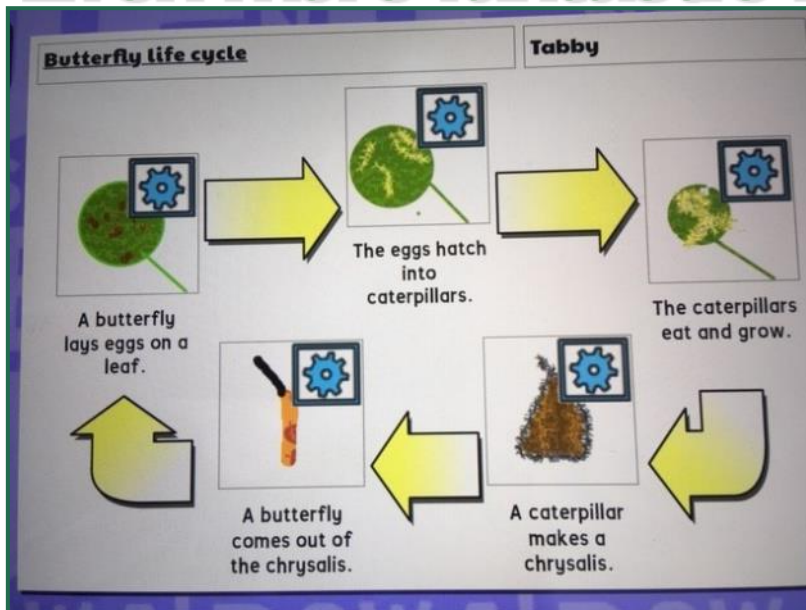 Butterfly life cycle
Tabby
A butterfly
lays eggs on a
leaf.
The eggs hatch
into
caterpillars.
The caterpillars
eat and grow.
A caterpillar
makes a
chrysalis.
A butterfly
comes out of
the chrysalis.